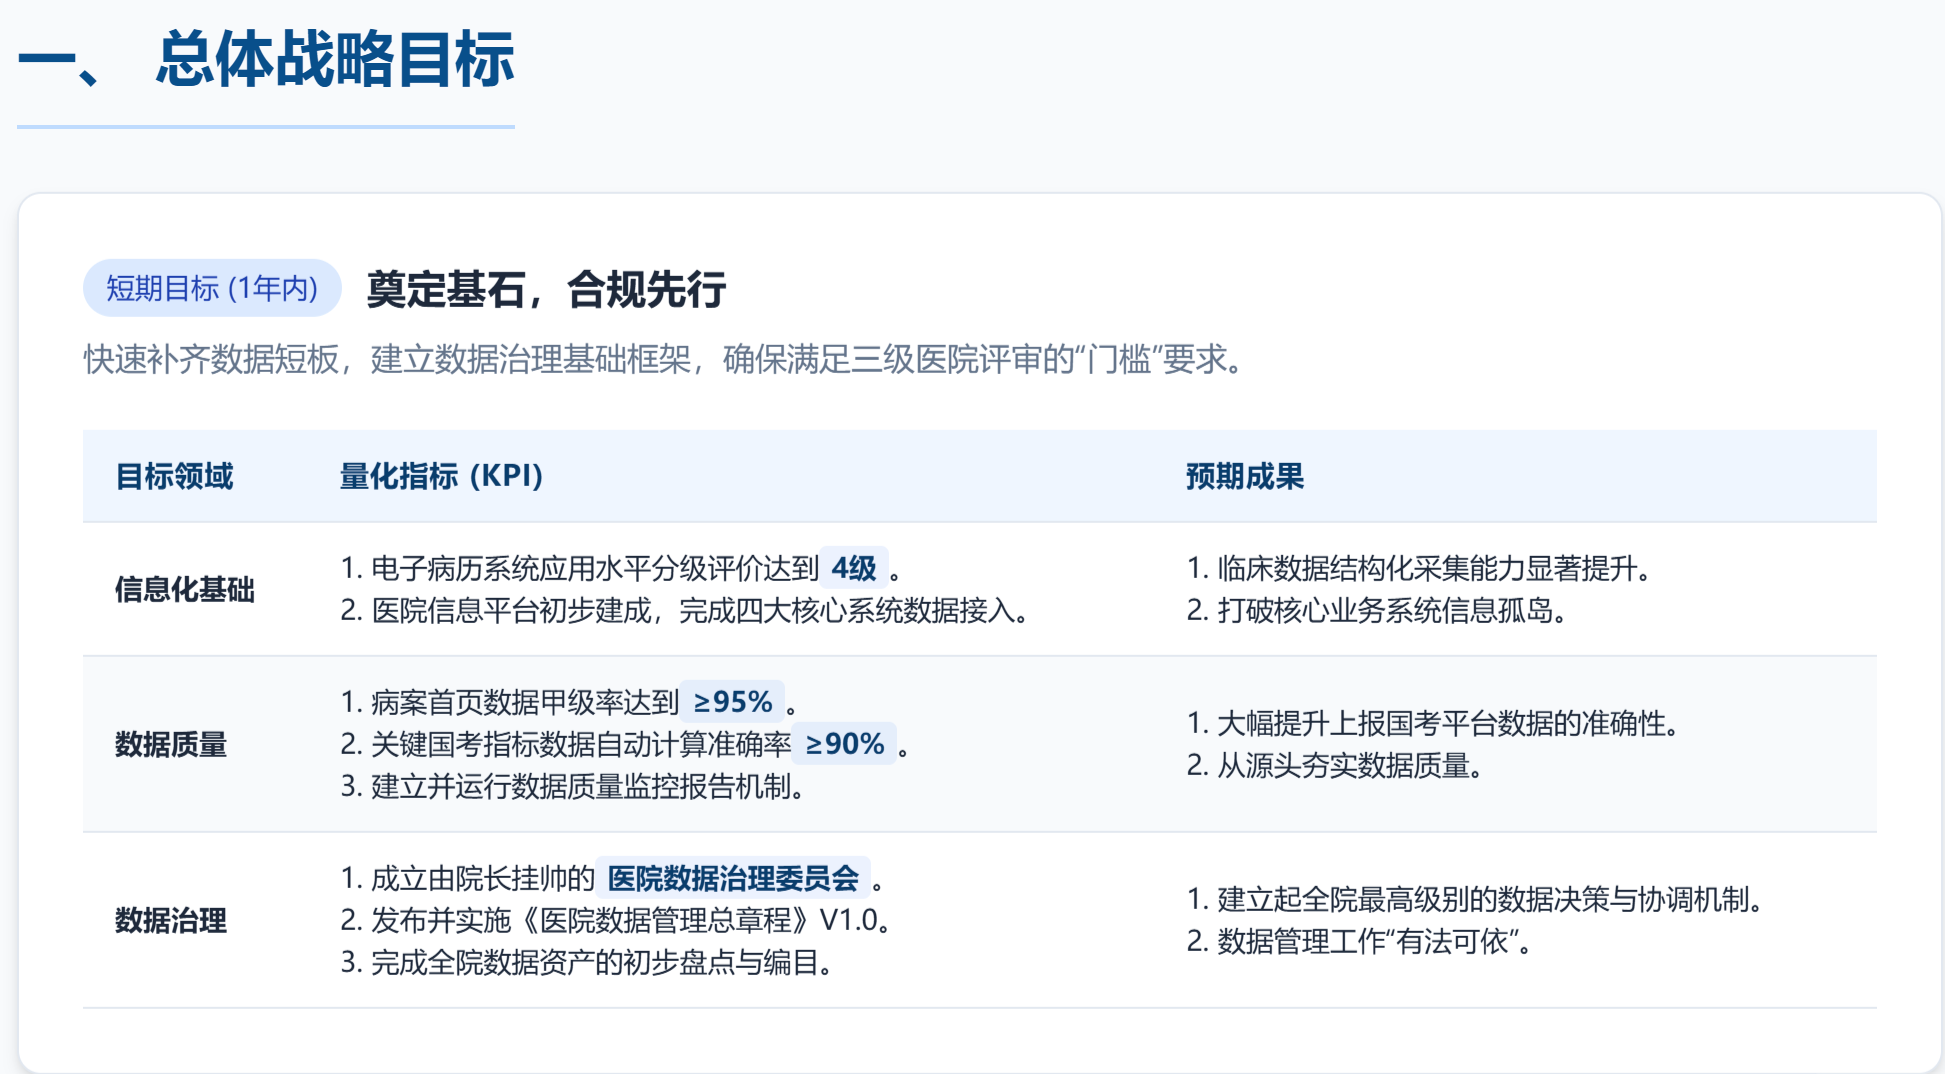 一、 总体战略目标
短期目标 (1年内) 奠定基石，合规先行
快速补齐数据短板，建立数据治理基础框架，确保满足三级医院评审的“门槛”要求。
目标领域 量化指标 (KPI) 预期成果
信息化基础
1. 电子病历系统应用水平分级评价达到 4级 。
2. 医院信息平台初步建成，完成四大核心系统数据接入。
1. 临床数据结构化采集能力显著提升。
2. 打破核心业务系统信息孤岛。
数据质量
1. 病案首页数据甲级率达到 ≥95% 。
2. 关键国考指标数据自动计算准确率 ≥90% 。
3. 建立并运行数据质量监控报告机制。
1. 大幅提升上报国考平台数据的准确性。
2. 从源头夯实数据质量。
数据治理
1. 成立由院长挂帅的 医院数据治理委员会 。
2. 发布并实施《医院数据管理总章程》V1.0。
3. 完成全院数据资产的初步盘点与编目。
1. 建立起全院最高级别的数据决策与协调机制。
2. 数据管理工作“有法可依”。